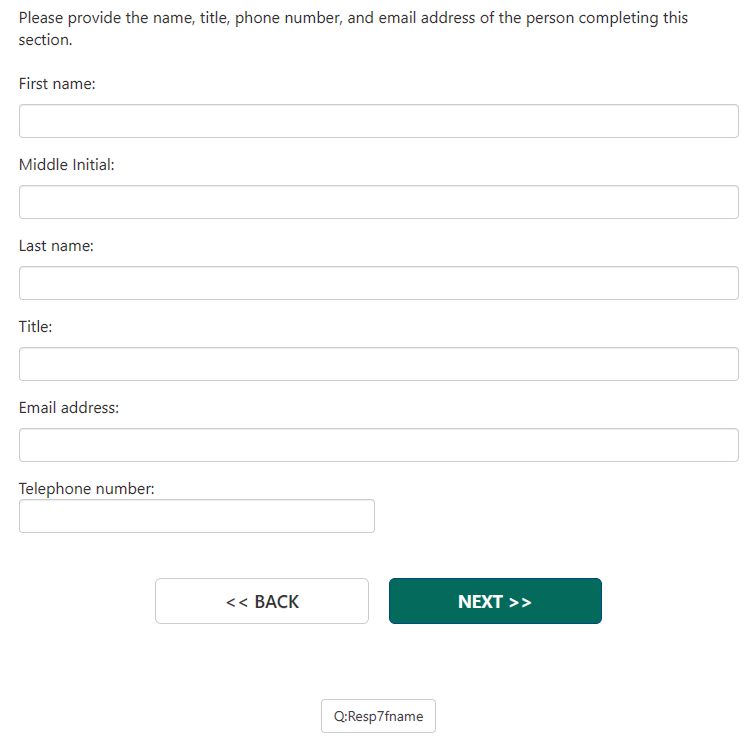 Please provide the name, title, phone number, and email address of the person completing this
section.
First name:
Middle Initial:
Last name:
Title:
Email address:
Telephone number:
<< BACK
NEXT >>
Q:Resp7fname